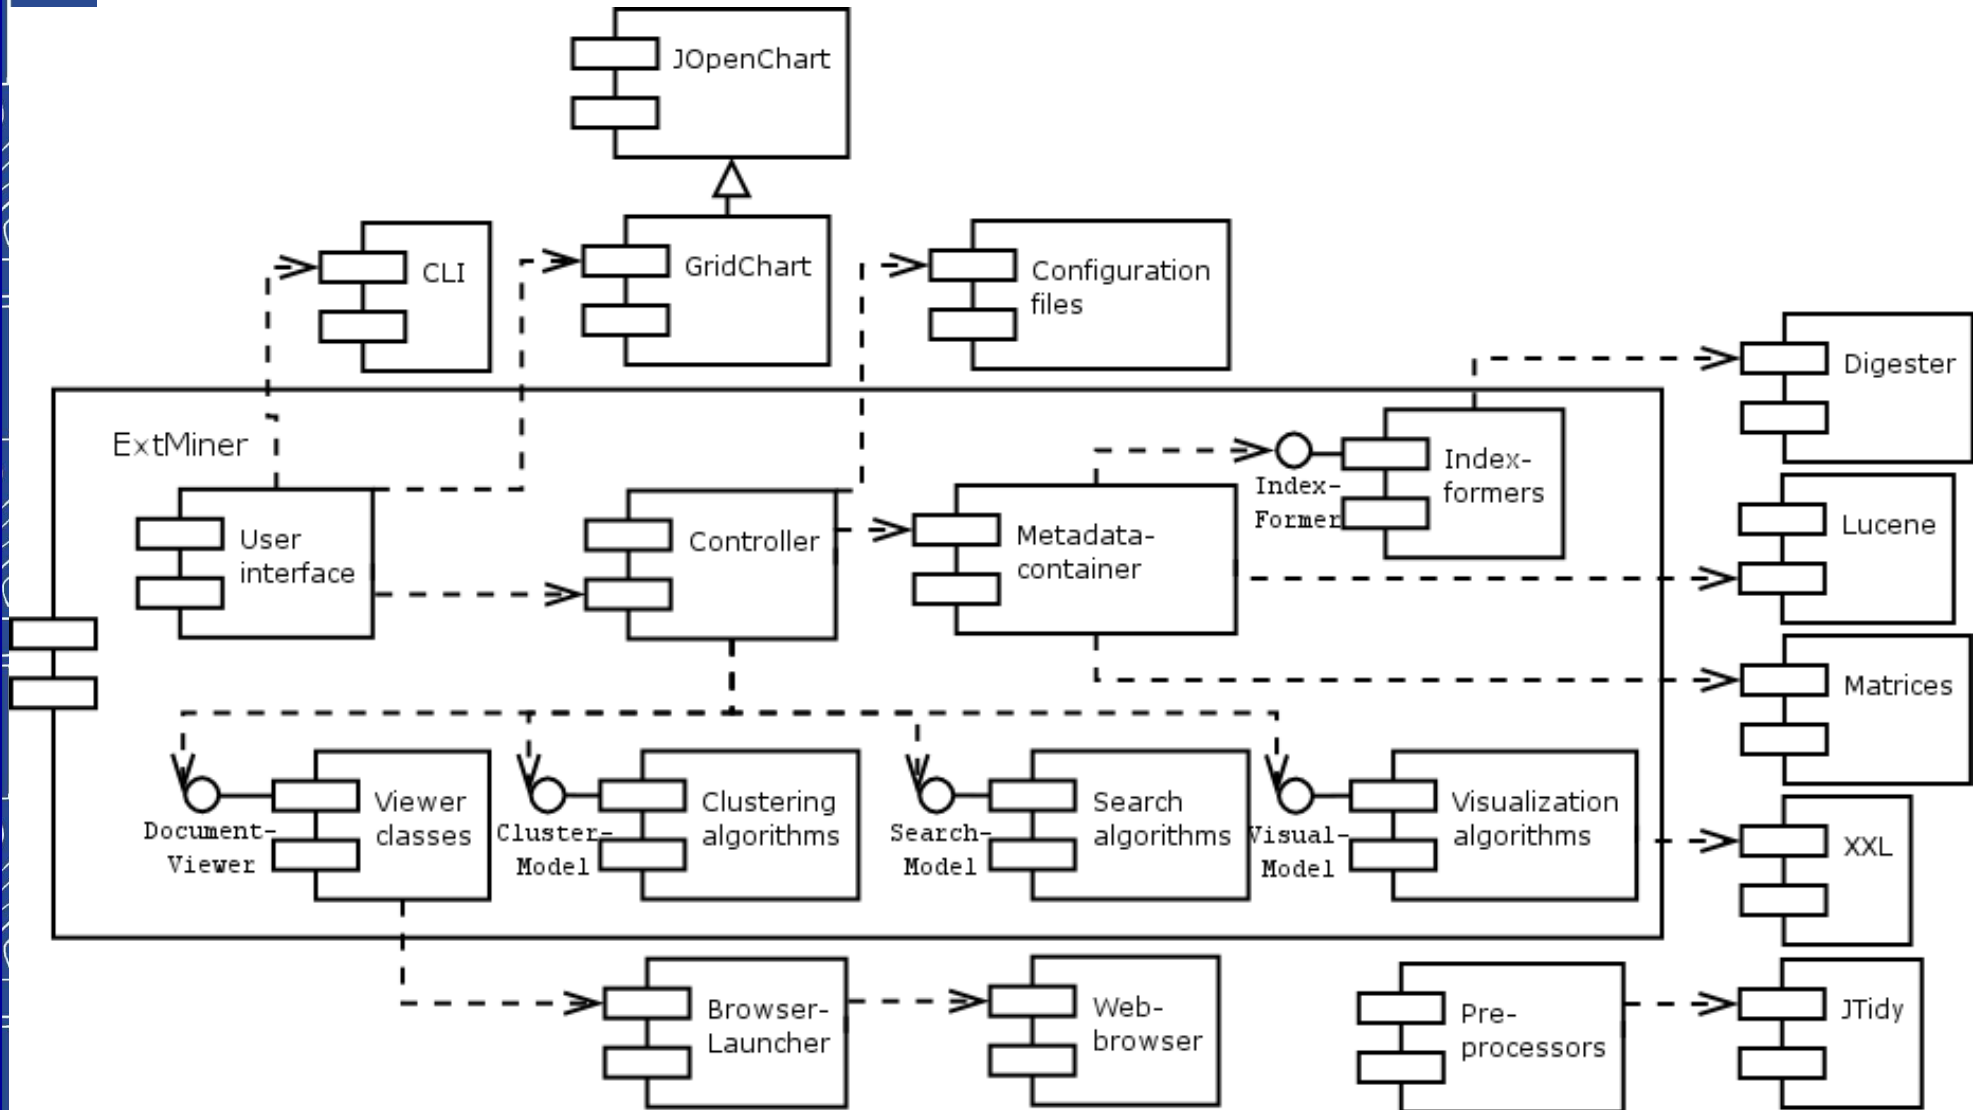 JOpenChart
CLI
GridChart
Configuration
files
Digester
ExtMiner
Index-
formers
Index-
Former
User
interface
Controller
Metadata-
container
Lucene
Matrices
Viewer
classes
Document-
Viewer
Clustering
algorithms
Cluster-
Model
Search
algorithms
Search-
Model
Visualization
algorithms
Visual-
Model
XXL
Browser-
Launcher
Web-
browser
Pre-
processors
JTidy